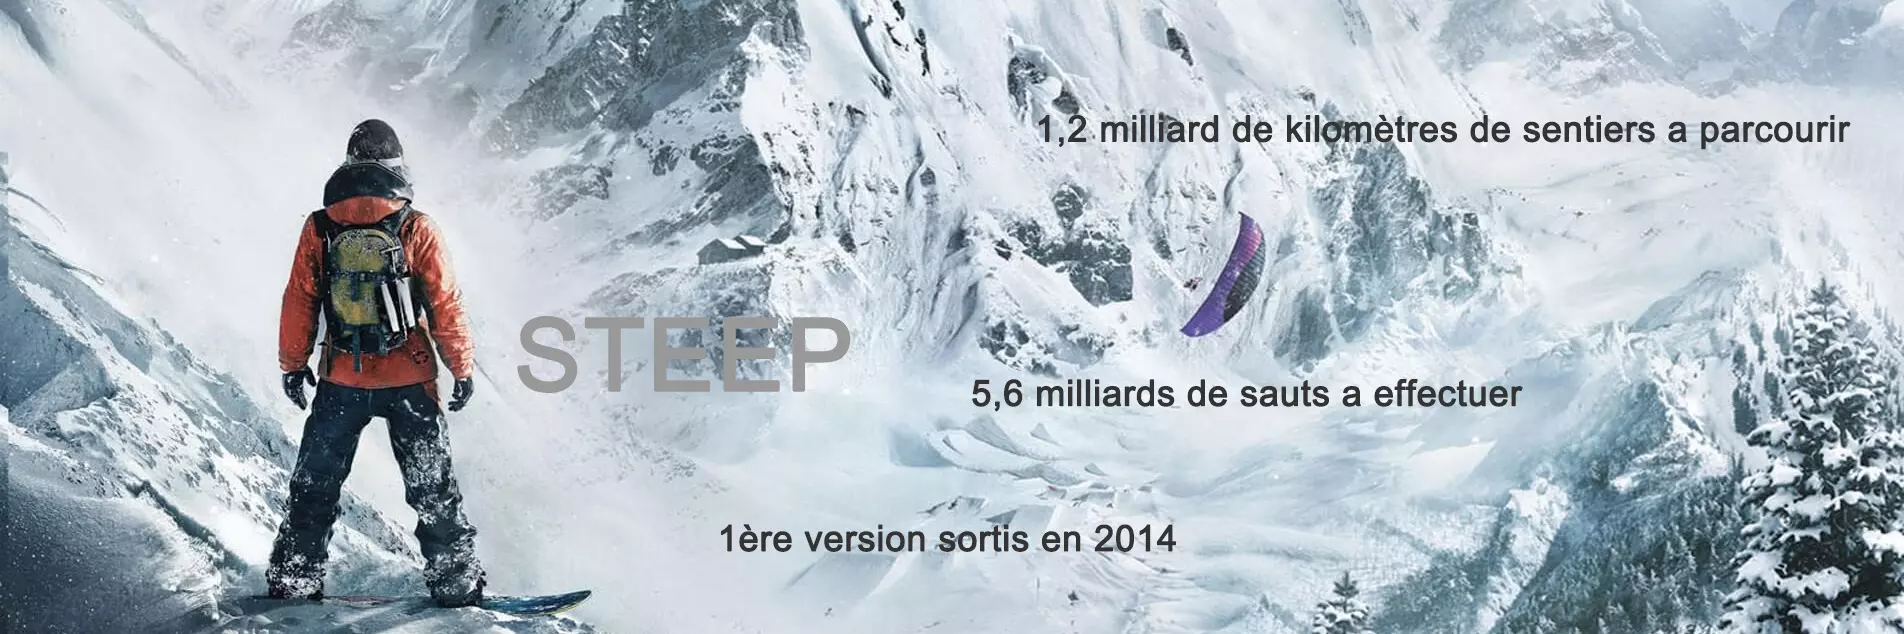 1,2 milliard de kilomètres de sentiers a parcourir
STEEP
5,6 milliards de sauts a effectuer
1ère version sortis en 2014